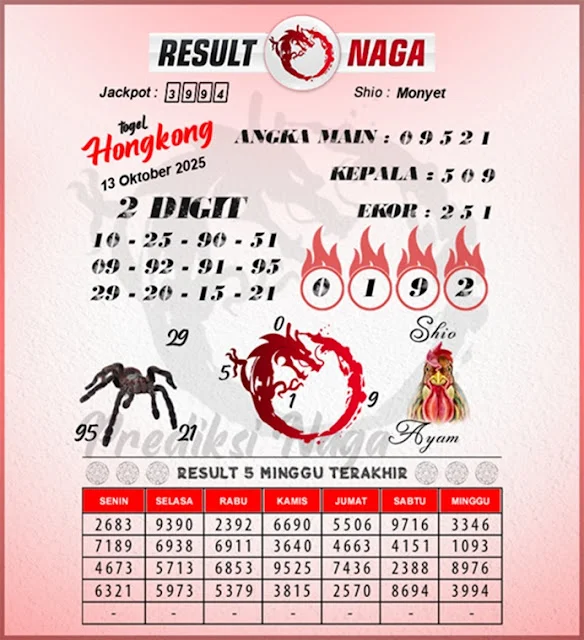 RESULT NAGA
Jackpot : 3994
Shio : Monyet
togel
Hongkong
13 Oktober 2025
ANGKA MAIN : 0 9 5 2 1
KEPALA : 5 0 9
EKOR : 2 5 1
2 DIGIT
10 - 25 - 90 - 51
09 - 92 - 91 - 95
29 - 20 - 15 - 21
0 1 9 2
29
95 21
0
5
1
9
Shio
Ayam
Prediksi Naga
RESULT 5 MINGGU TERAKHIR
SENIN SELASA RABU KAMIS JUMAT SABTU MINGGU
2683 9390 2392 6690 5506 9716 3346
7189 6938 6911 3640 4663 4151 1093
4673 5713 6853 9525 7436 2388 8976
6321 5973 5379 3815 2570 8694 3994
- - - - - - -